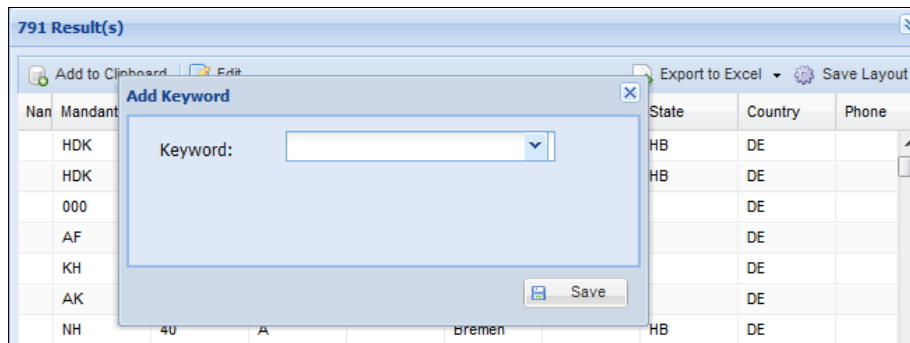 791 Result(s)
Add to Clipboard Edit Export to Excel Save Layout
Add Keyword
Nan Mandant State Country Phone
HDK Keyword: HB DE
HDK HB DE
000 DE
AF DE
KH DE
AK Save DE
NH 40 A Bremen HB DE